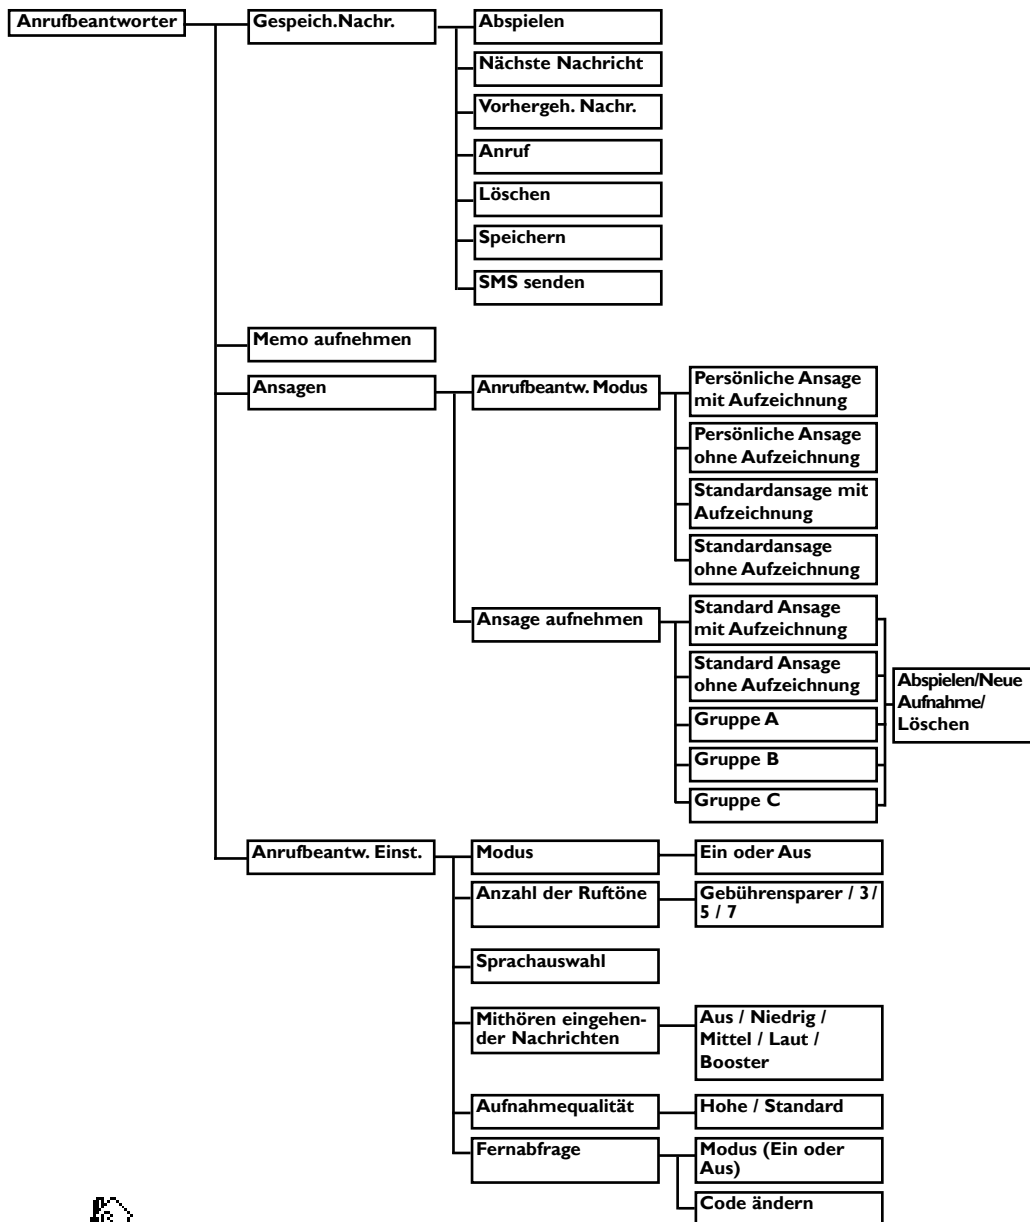 Anrufbeantworter
Gespeich.Nachr.
Abspielen
Nächste Nachricht
Vorhergeh. Nachr.
Anruf
Löschen
Speichern
SMS senden
Memo aufnehmen
Ansagen
Anrufbeantw. Modus
Persönliche Ansage
mit Aufzeichnung
Persönliche Ansage
ohne Aufzeichnung
Standardansage mit
Aufzeichnung
Standardansage
ohne Aufzeichnung
Ansage aufnehmen
Standard Ansage
mit Aufzeichnung
Standard Ansage
ohne Aufzeichnung
Gruppe A
Gruppe B
Gruppe C
Abspielen/Neue
Aufnahme/
Löschen
Anrufbeantw. Einst.
Modus
Ein oder Aus
Anzahl der Ruftöne
Gebührensparer / 3/
5 / 7
Sprachauswahl
Mithören eingehen-
der Nachrichten
Aus / Niedrig /
Mittel / Laut /
Booster
Aufnahmequalität
Hohe / Standard
Fernabfrage
Modus (Ein oder
Aus)
Code ändern